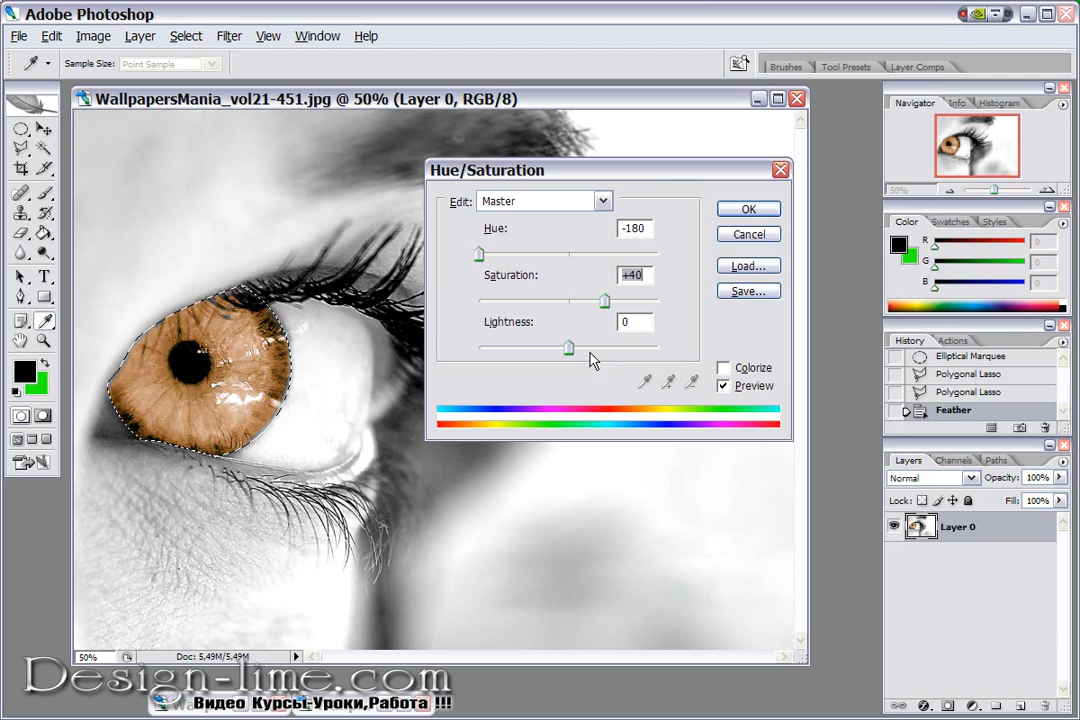 Adobe Photoshop
File Edit Image Layer Select Filter View Window Help
Sample Size: Point Sample
Brushes Tool Presets Layer Comps
WallpapersMania_vol21-451.jpg @ 50% (Layer 0, RGB/8)
Navigator Info Histogram
50%
Hue/Saturation
Edit: Master
OK
Hue: -180
Cancel
Saturation: +40
Load...
Save...
Lightness: 0
Colorize
Preview
Color Swatches Styles
R 0
G 0
B 0
History Actions
Elliptical Marquee
Polygonal Lasso
Polygonal Lasso
Feather
Layers Channels Paths
Normal Opacity: 100%
Lock: Fill: 100%
Layer 0
50% Doc: 5,49M/5,49M
Design-lime.com
Видео Курсы-Уроки,Работа !!!